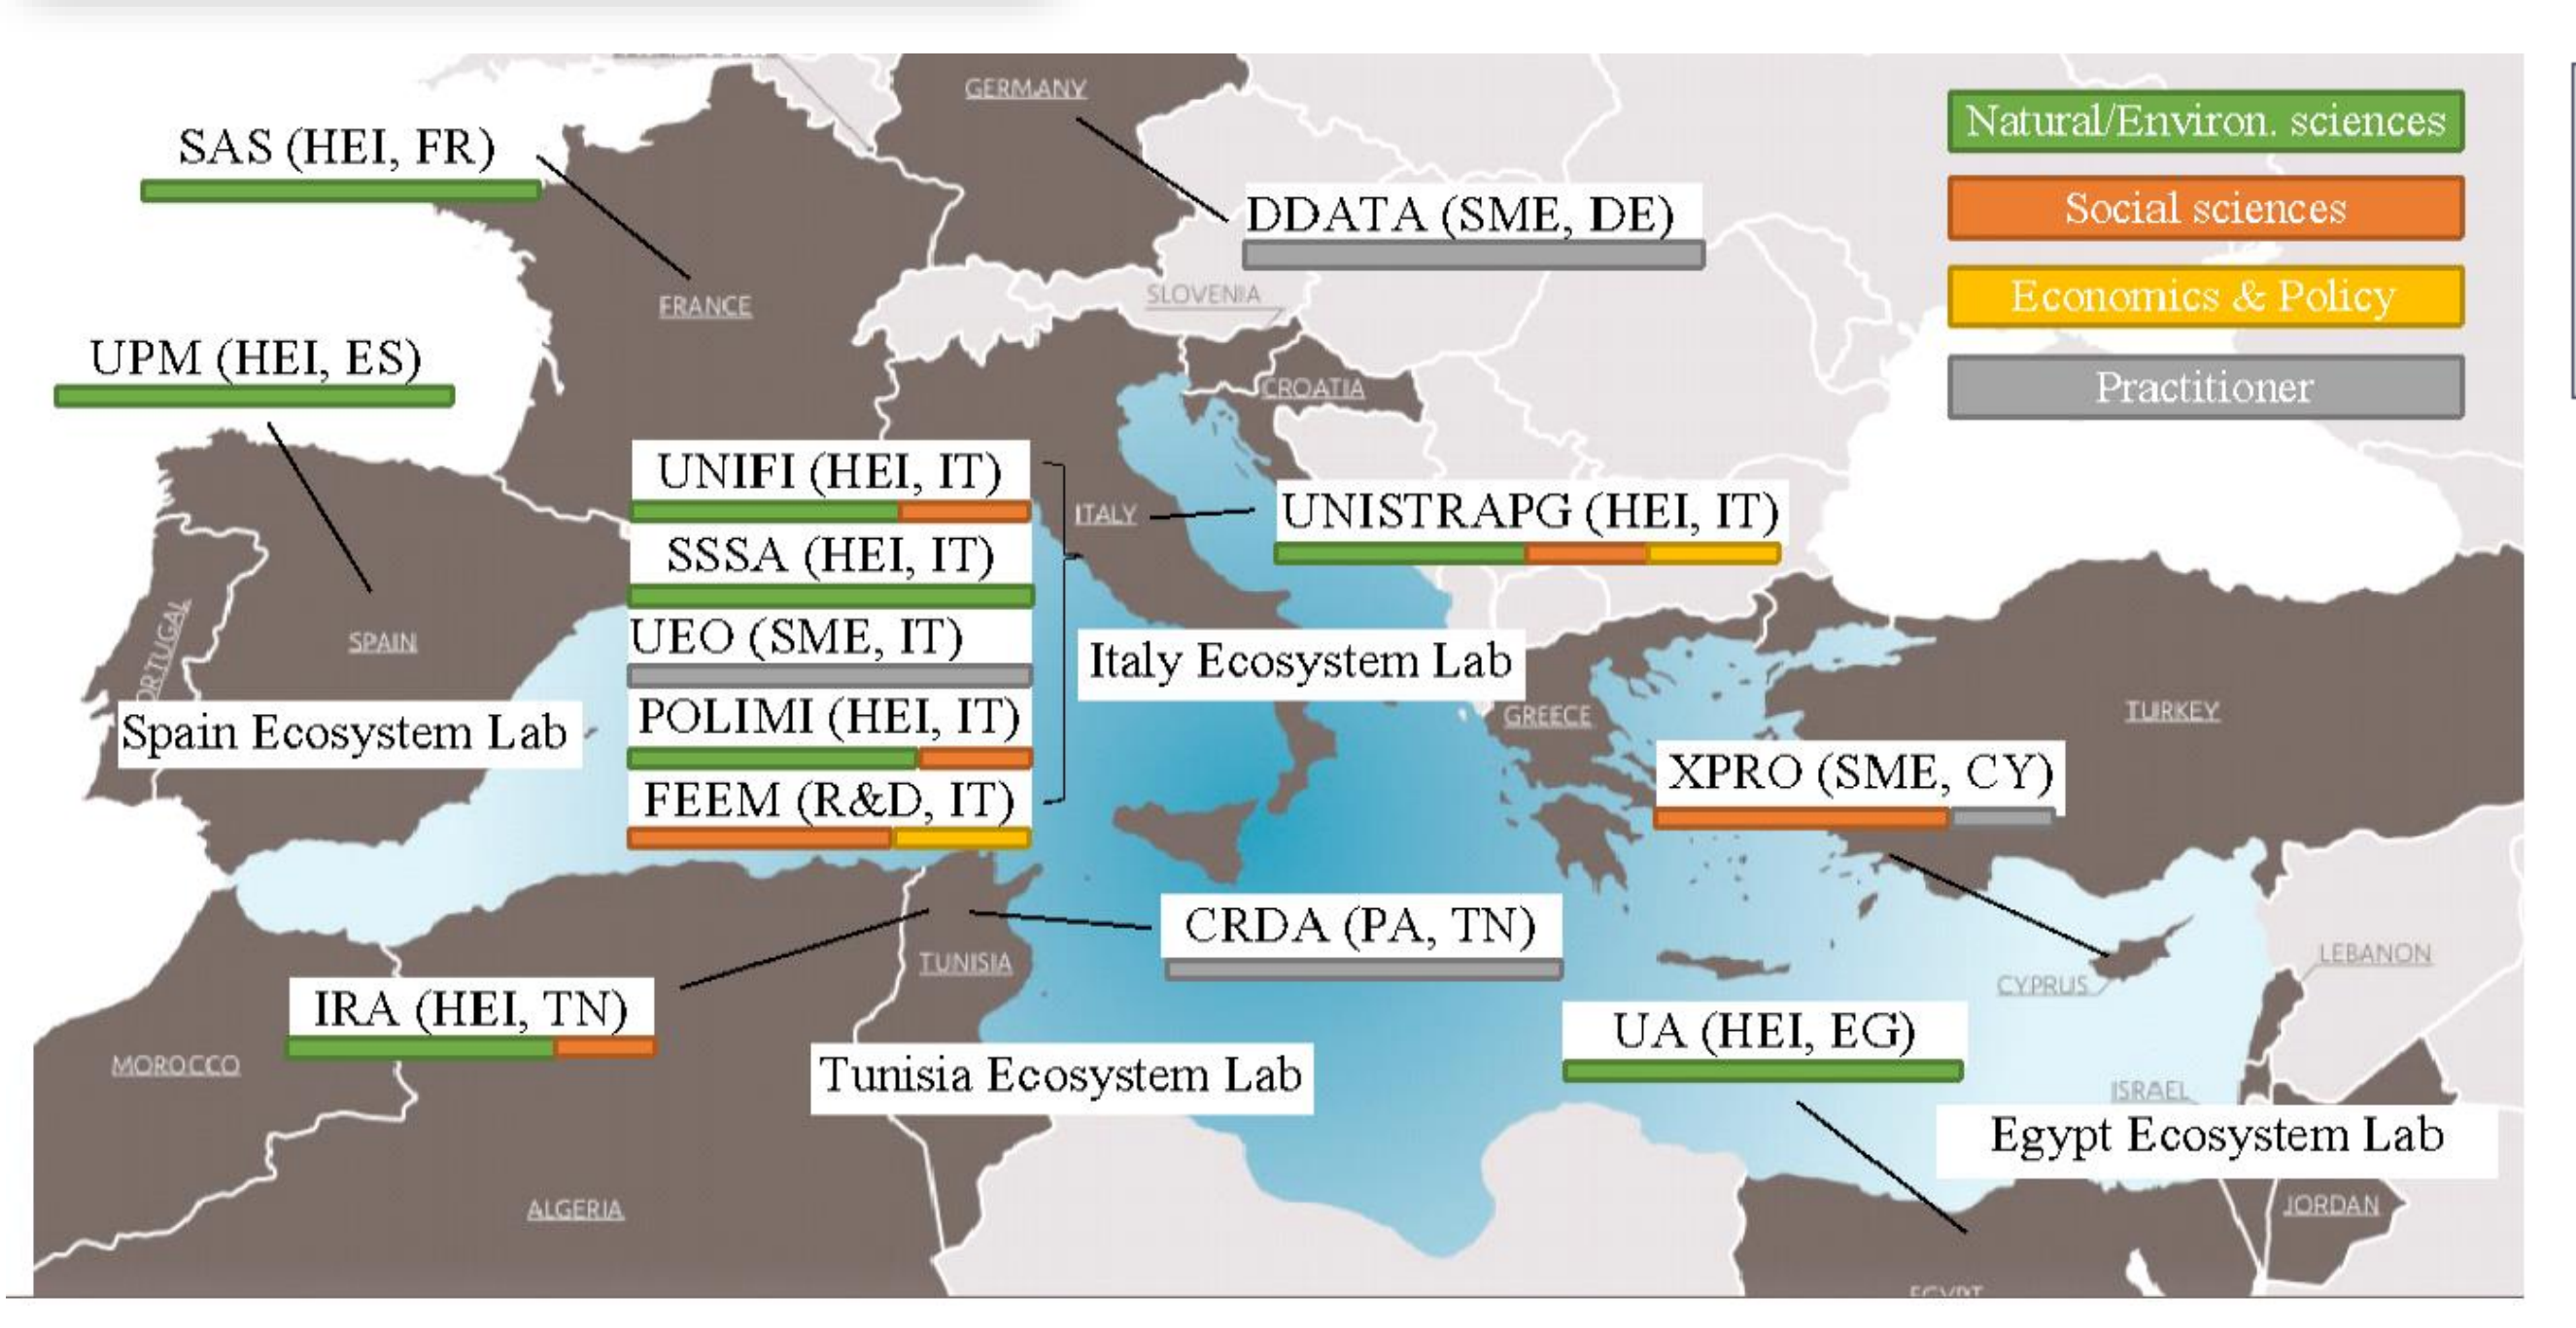 GERMANY
Natural/Environ. sciences
SAS (HEI, FR)
DDATA (SME, DE)
Social sciences
SLOVENIA
Economics & Policy
FRANCE
UPM (HEI, ES)
CROATIA
Practitioner
UNIFI (HEI, IT)
ITALY
UNISTRAPG (HEI, IT)
SSSA (HEI, IT)
UEO (SME, IT)
SPAIN
Italy Ecosystem Lab
POLIMI (HEI, IT)
GREECE
TURKEY
Spain Ecosystem Lab
XPRO (SME, CY)
FEEM (R&D, IT)
CRDA (PA, TN)
TUNISIA
LEBANON
CYPRUS
IRA (HEI, TN)
UA (HEI, EG)
MOROCCO
Tunisia Ecosystem Lab
ISRAEL
Egypt Ecosystem Lab
ALGERIA
JORDAN